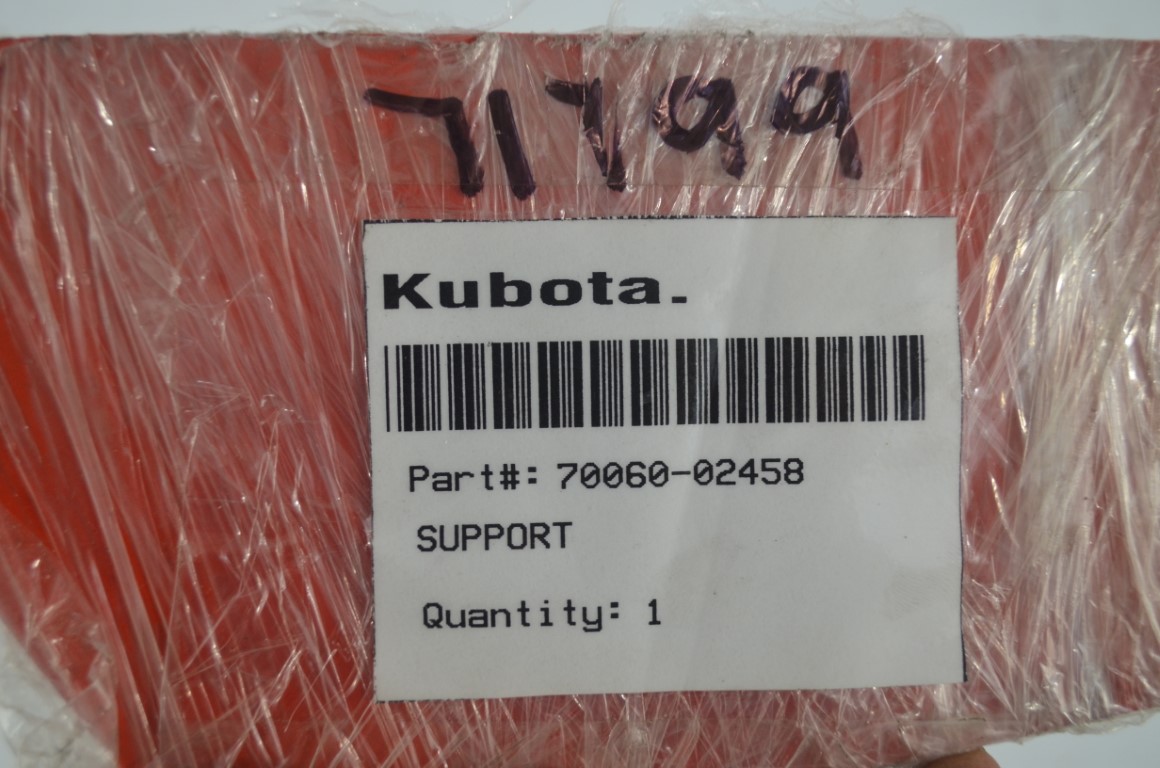 71799
Kubota.
Part#: 70060-02458
SUPPORT
Quantity: 1